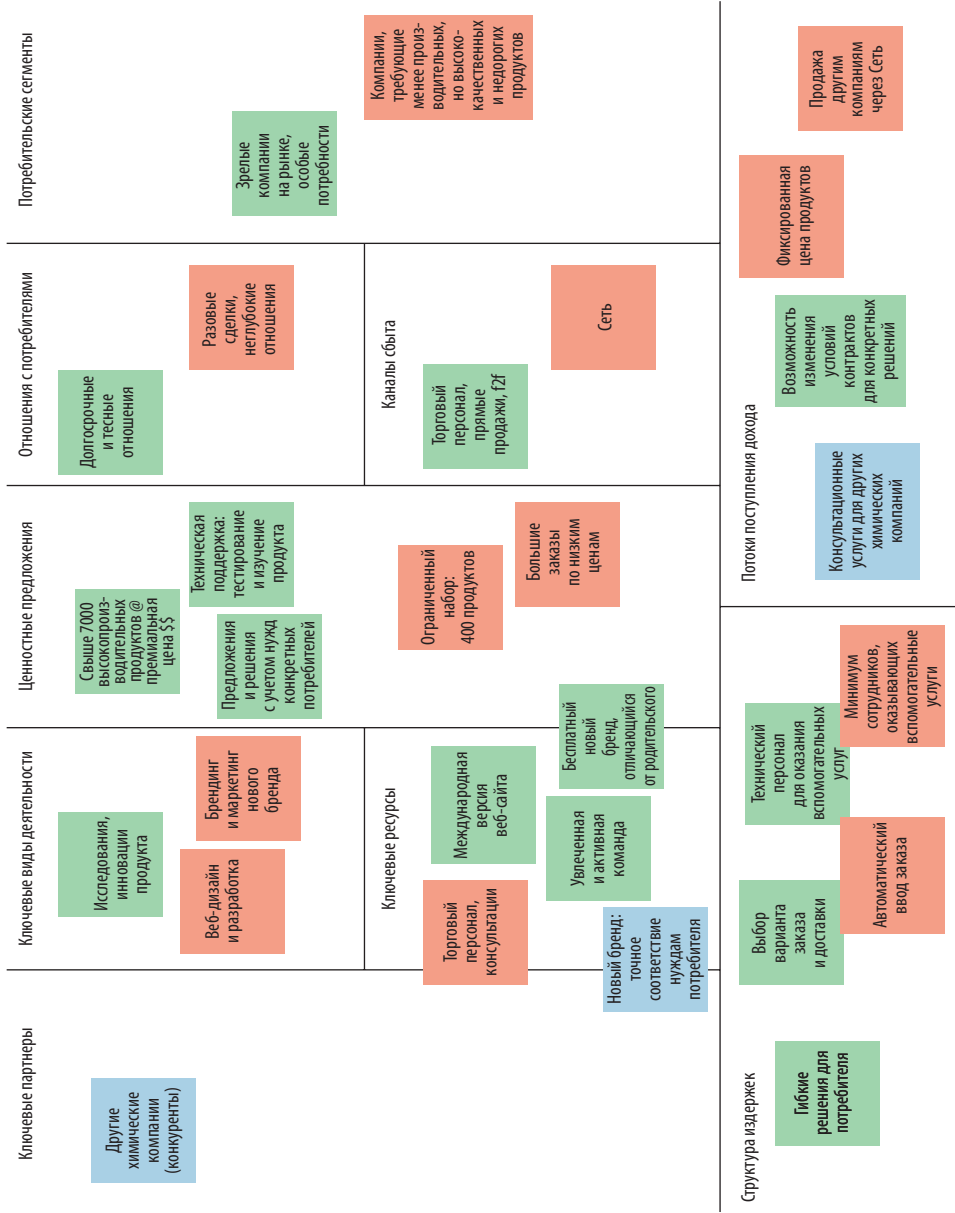 Ключевые партнеры
Другие
химические
компании
(конкуренты)
Ключевые виды деятельности
Исследования,
инновации
продукта
Веб-дизайн
и разработка
Брендинг
и маркетинг
нового
бренда
Ключевые ресурсы
Торговый
персонал,
консультации
Международная
версия
веб-сайта
Новый бренд:
точное
соответствие
нуждам
потребителя
Увлеченная
и активная
команда
Бесплатный
новый
бренд,
отличающийся
от родительского
Ценностные предложения
Свыше 7000
высокопроиз-
водительных
продуктов @
премиальная
цена $$
Техническая
поддержка:
тестирование
и изучение
продукта
Предложения
и решения
с учетом нужд
конкретных
потребителей
Ограниченный
набор:
400 продуктов
Большие
заказы
по низким
ценам
Отношения с потребителями
Долгосрочные
и тесные
отношения
Разовые
сделки,
неглубокие
отношения
Каналы сбыта
Торговый
персонал,
прямые
продажи, f2f
Сеть
Потребительские сегменты
Зрелые
компании
на рынке,
особые
потребности
Компании,
требующие
менее произ-
водительных,
но высоко-
качественных
и недорогих
продуктов
Структура издержек
Гибкие
решения для
потребителя
Выбор
варианта
заказа
и доставки
Автоматический
ввод заказа
Технический
персонал
для оказания
вспомогательных
услуг
Минимум
сотрудников,
оказывающих
вспомогательные
услуги
Потоки поступления дохода
Консультационные
услуги для других
химических
компаний
Возможность
изменения
условий
контрактов
для конкретных
решений
Фиксированная
цена продуктов
Продажа
другим
компаниям
через Сеть